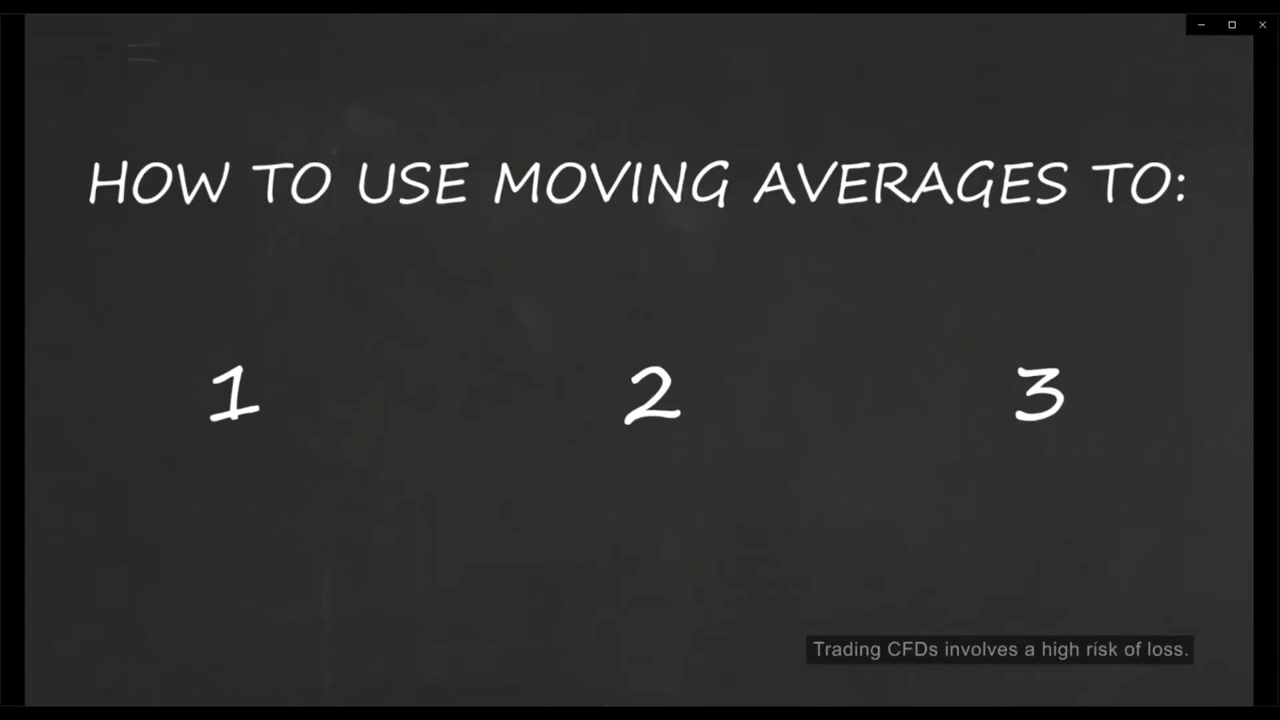 HOW TO USE MOVING AVERAGES TO:
1 2 3
Trading CFDs involves a high risk of loss.